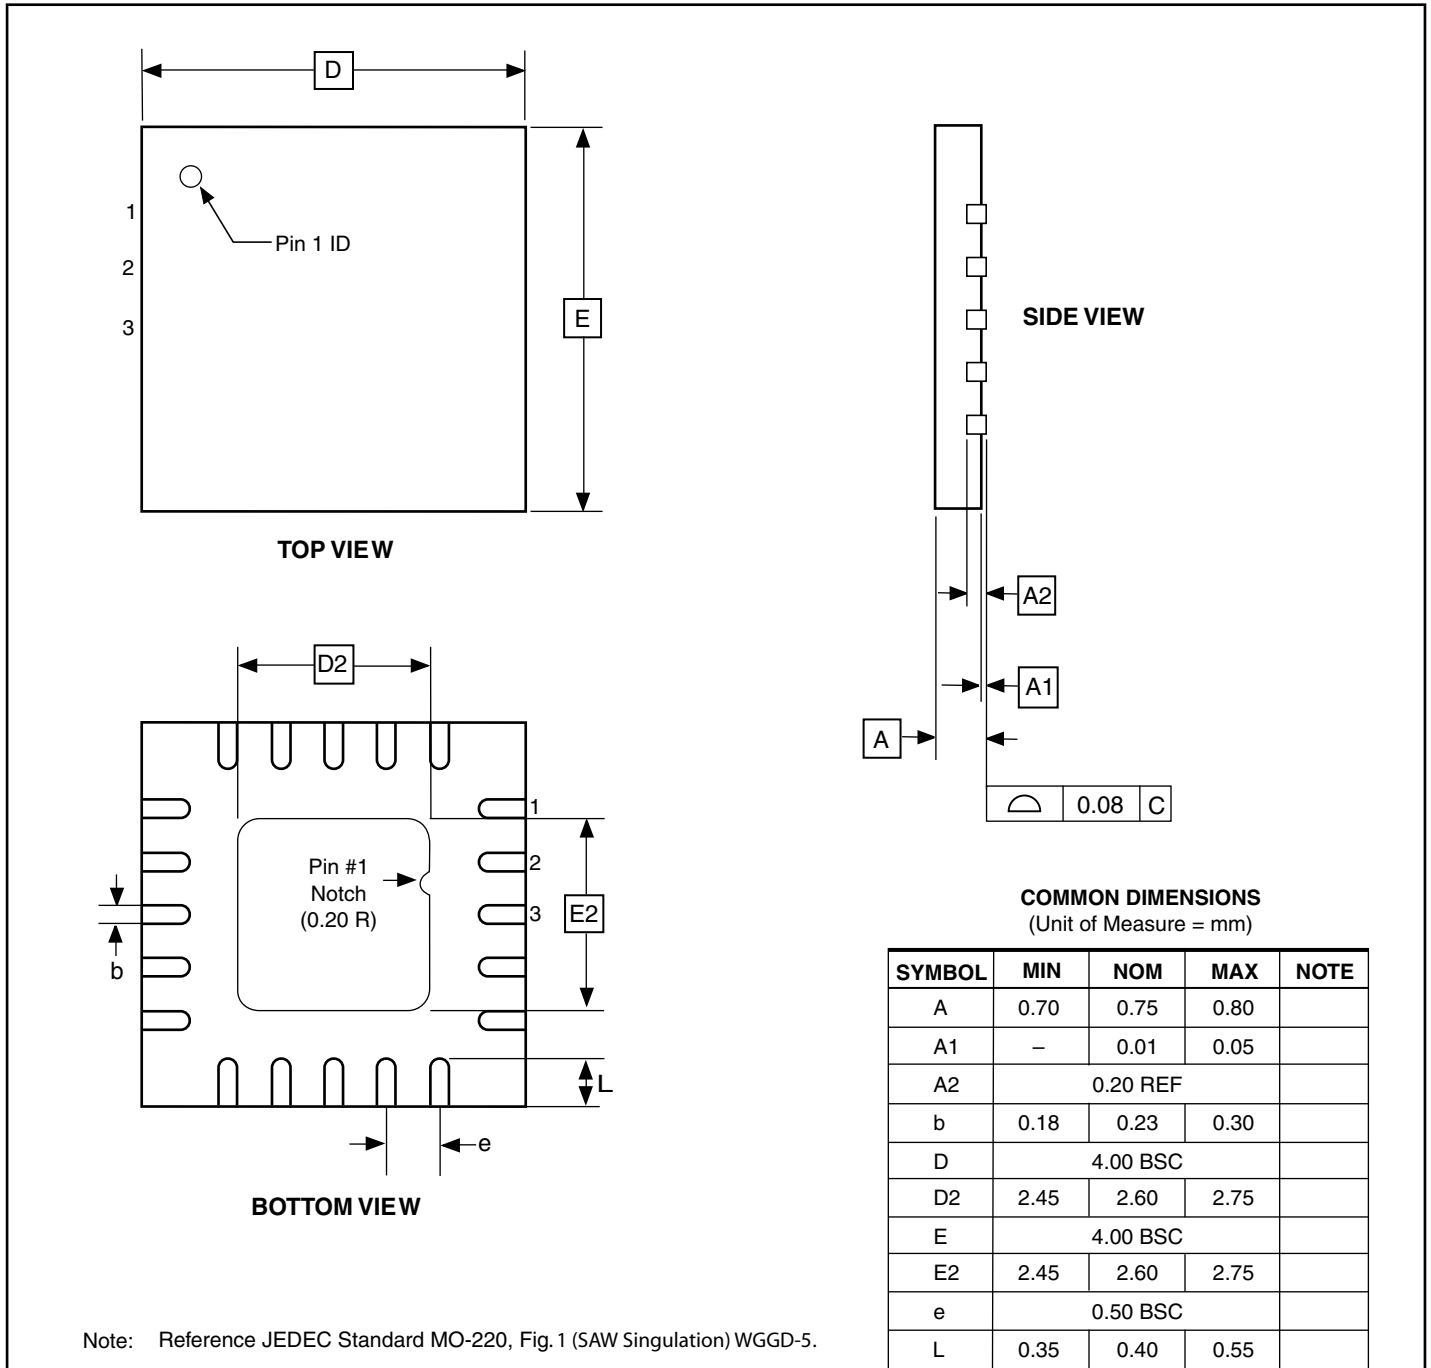 D
1
Pin 1 ID
2
E
3
SIDE VIEW
TOP VIEW
A2
D2
A1
A
0.08 C
1
Pin #1
Notch
(0.20 R)
2
3
E2
b
L
e
BOTTOM VIEW
COMMON DIMENSIONS
(Unit of Measure = mm)
SYMBOL MIN NOM MAX NOTE
A 0.70 0.75 0.80
A1 – 0.01 0.05
A2 0.20 REF
b 0.18 0.23 0.30
D 4.00 BSC
D2 2.45 2.60 2.75
E 4.00 BSC
E2 2.45 2.60 2.75
e 0.50 BSC
L 0.35 0.40 0.55
Note: Reference JEDEC Standard MO-220, Fig. 1 (SAW Singulation) WGGD-5.